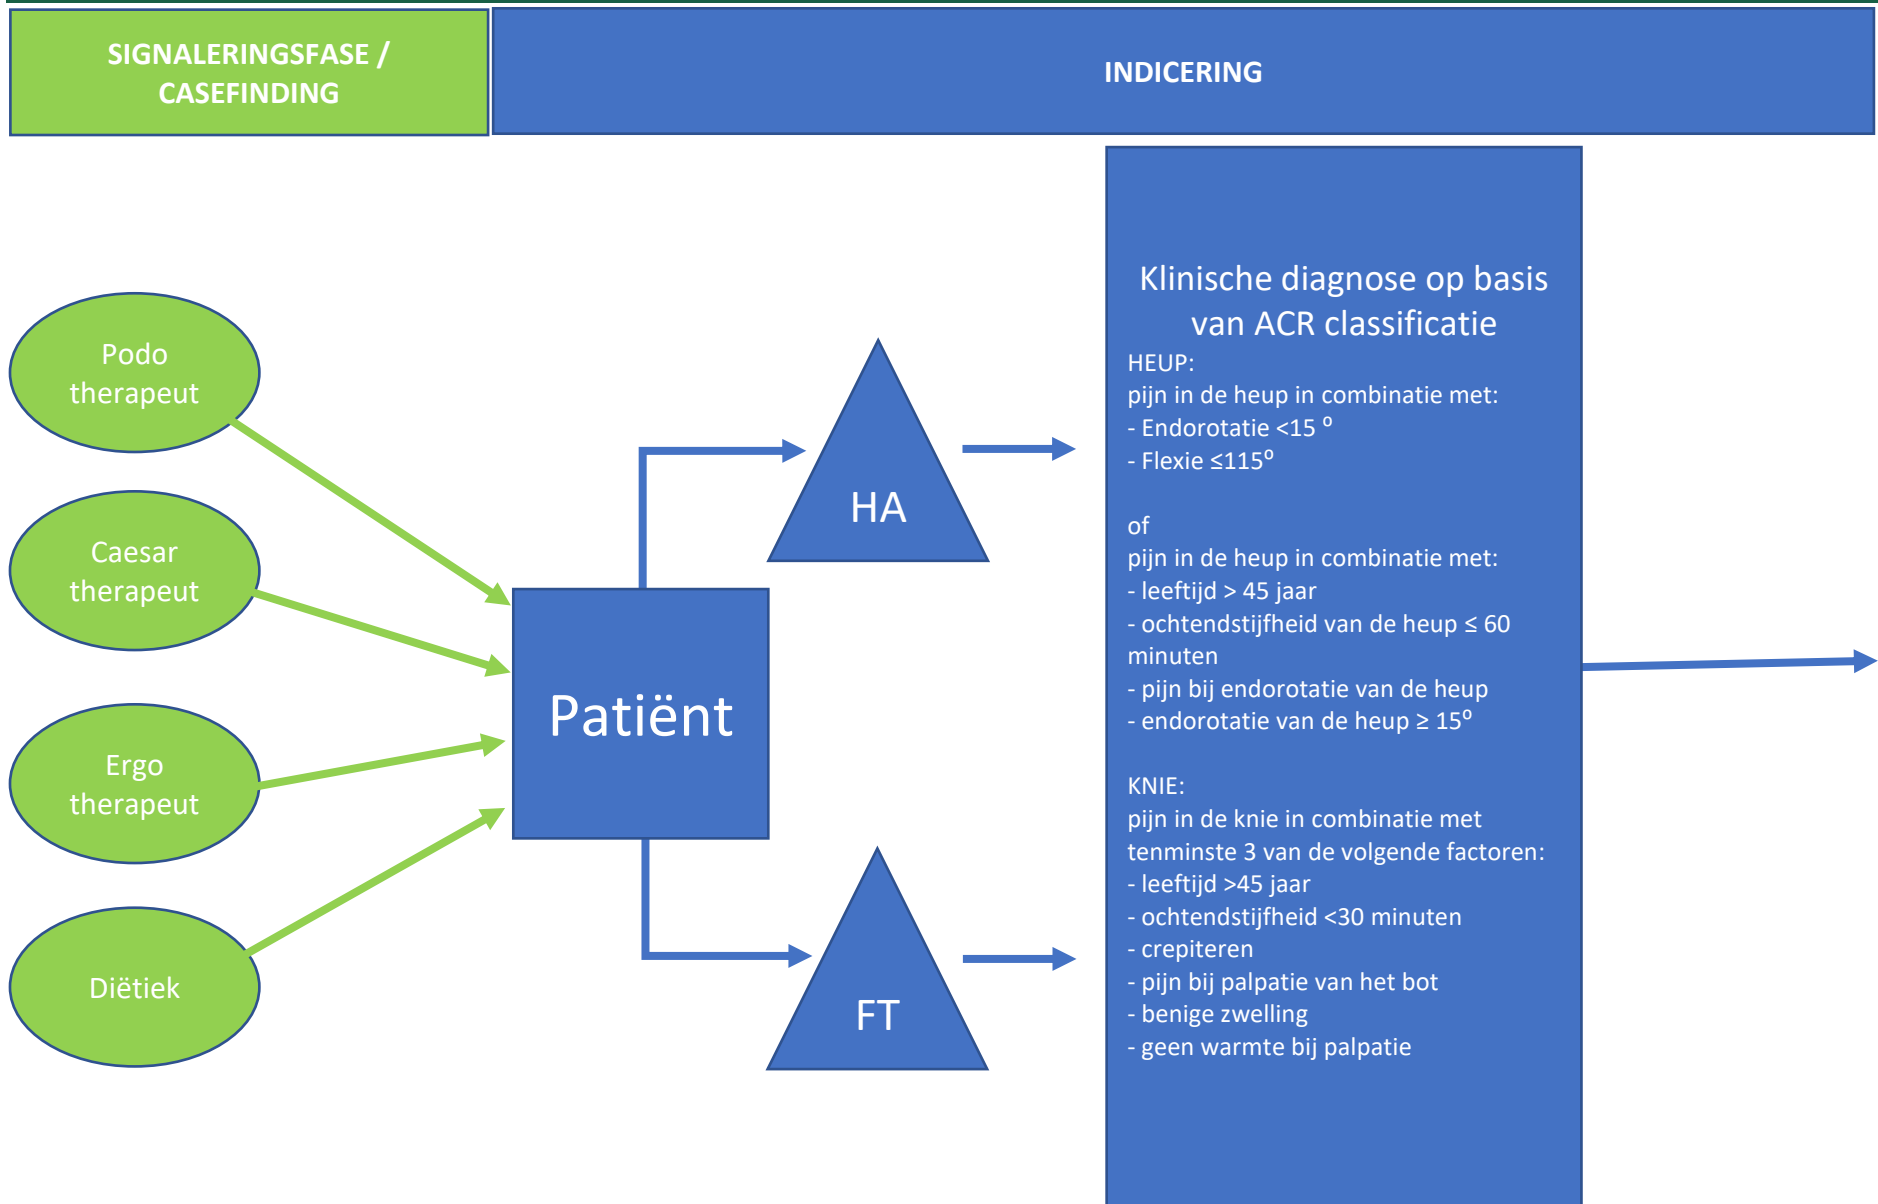 SIGNALERINGSFASE /
CASEFINDING
INDICERING
Podo
therapeut
Caesar
therapeut
Ergo
therapeut
Diëtiek
Patiënt
HA
FT
Klinische diagnose op basis
van ACR classificatie
HEUP:
pijn in de heup in combinatie met:
- Endorotatie <15 ⁰
- Flexie ≤115⁰
of
pijn in de heup in combinatie met:
- leeftijd > 45 jaar
- ochtendstijfheid van de heup ≤ 60
minuten
- pijn bij endorotatie van de heup
- endorotatie van de heup ≥ 15⁰
KNIE:
pijn in de knie in combinatie met
tenminste 3 van de volgende factoren:
- leeftijd >45 jaar
- ochtendstijfheid <30 minuten
- crepiteren
- pijn bij palpatie van het bot
- benige zwelling
- geen warmte bij palpatie